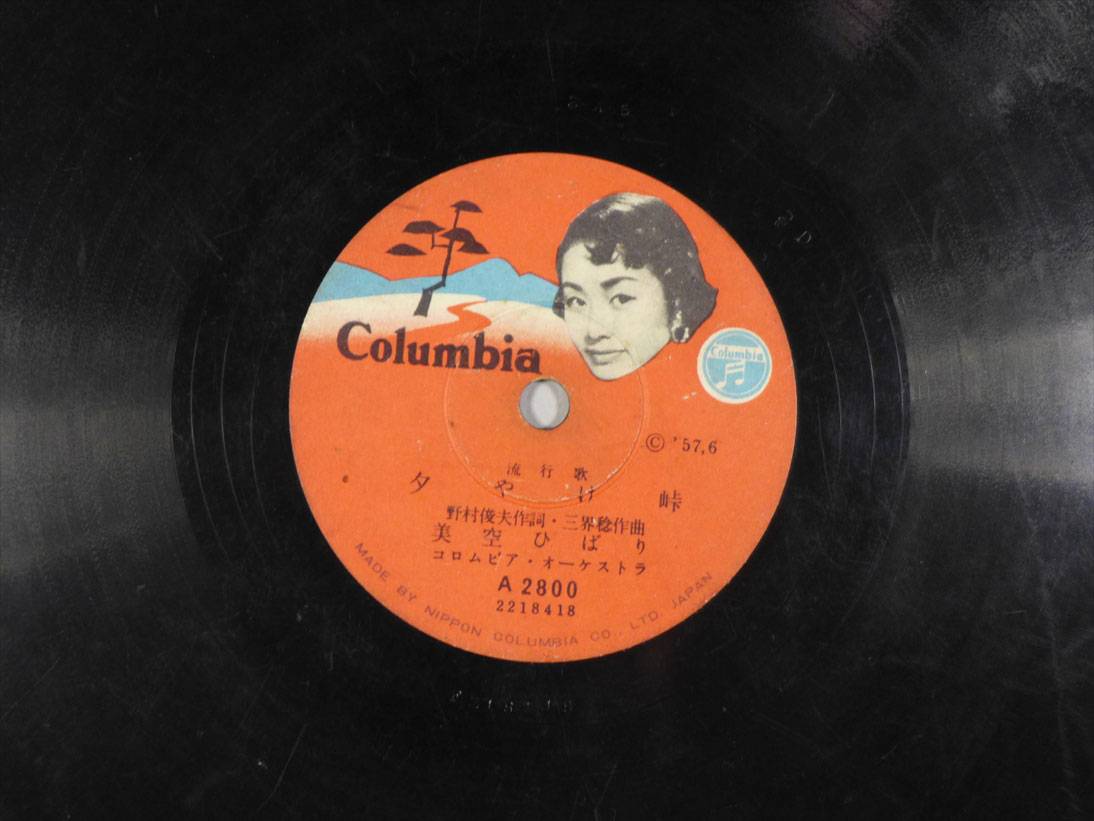 Columbia
Columbia
© '57,6
流行歌
夕やけ峠
野村俊夫作詞・三界稔作曲
美空ひばり
コロムビア・オーケストラ
A 2800
2218418
MADE BY NIPPON COLUMBIA CO., LTD. JAPAN